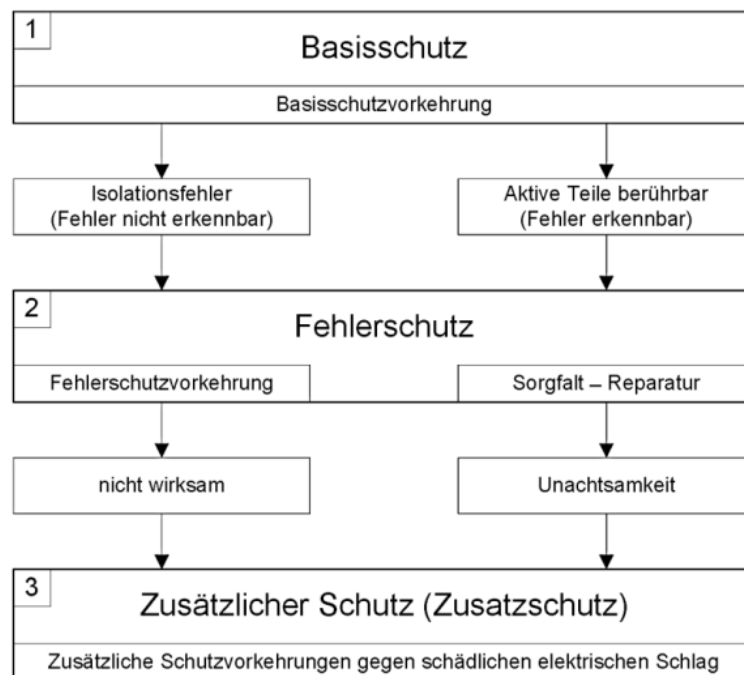 1
Basisschutz
Basisschutzvorkehrung
Isolationsfehler
(Fehler nicht erkennbar)
Aktive Teile berührbar
(Fehler erkennbar)
2
Fehlerschutz
Fehlerschutzvorkehrung
Sorgfalt – Reparatur
nicht wirksam
Unachtsamkeit
3
Zusätzlicher Schutz (Zusatzschutz)
Zusätzliche Schutzvorkehrungen gegen schädlichen elektrischen Schlag